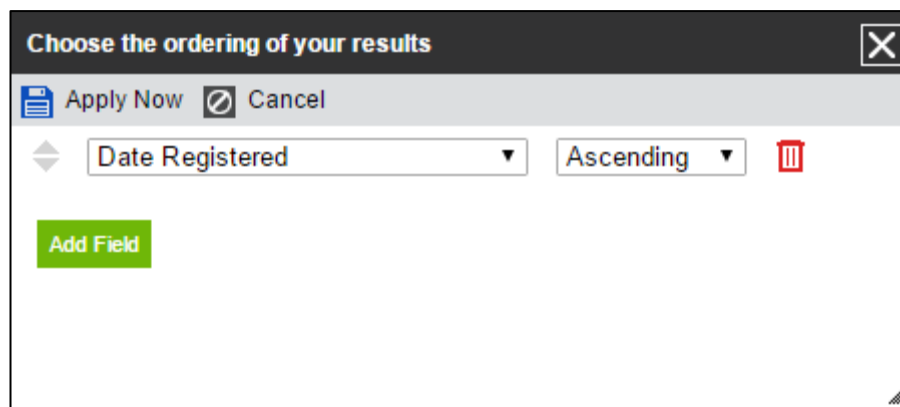 Choose the ordering of your results
Apply Now Cancel
Date Registered Ascending
Add Field